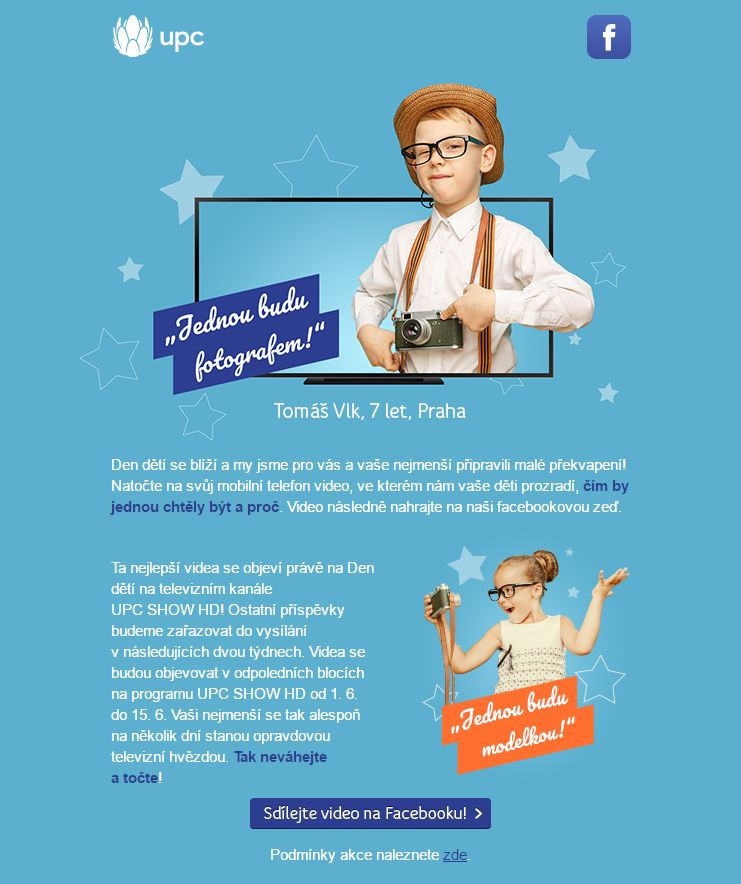 upc
f
„Jednou budu
fotografem!“
Tomáš Vlk, 7 let, Praha
Den dětí se blíží a my jsme pro vás a vaše nejmenší připravili malé překvapení!
Natočte na svůj mobilní telefon video, ve kterém nám vaše děti prozradí, čím by
jednou chtěly být a proč. Video následně nahrajte na naši facebookovou zeď.
Ta nejlepší videa se objeví právě na Den
dětí na televizním kanále
UPC SHOW HD! Ostatní příspěvky
budeme zařazovat do vysílání
v následujících dvou týdnech. Videa se
budou objevovat v odpoledních blocích
na programu UPC SHOW HD od 1. 6.
do 15. 6. Vaši nejmenší se tak alespoň
na několik dní stanou opravdovou
televizní hvězdou. Tak neváhejte
a točte!
„Jednou budu
modelkou!“
Sdílejte video na Facebooku! >
Podmínky akce naleznete zde.